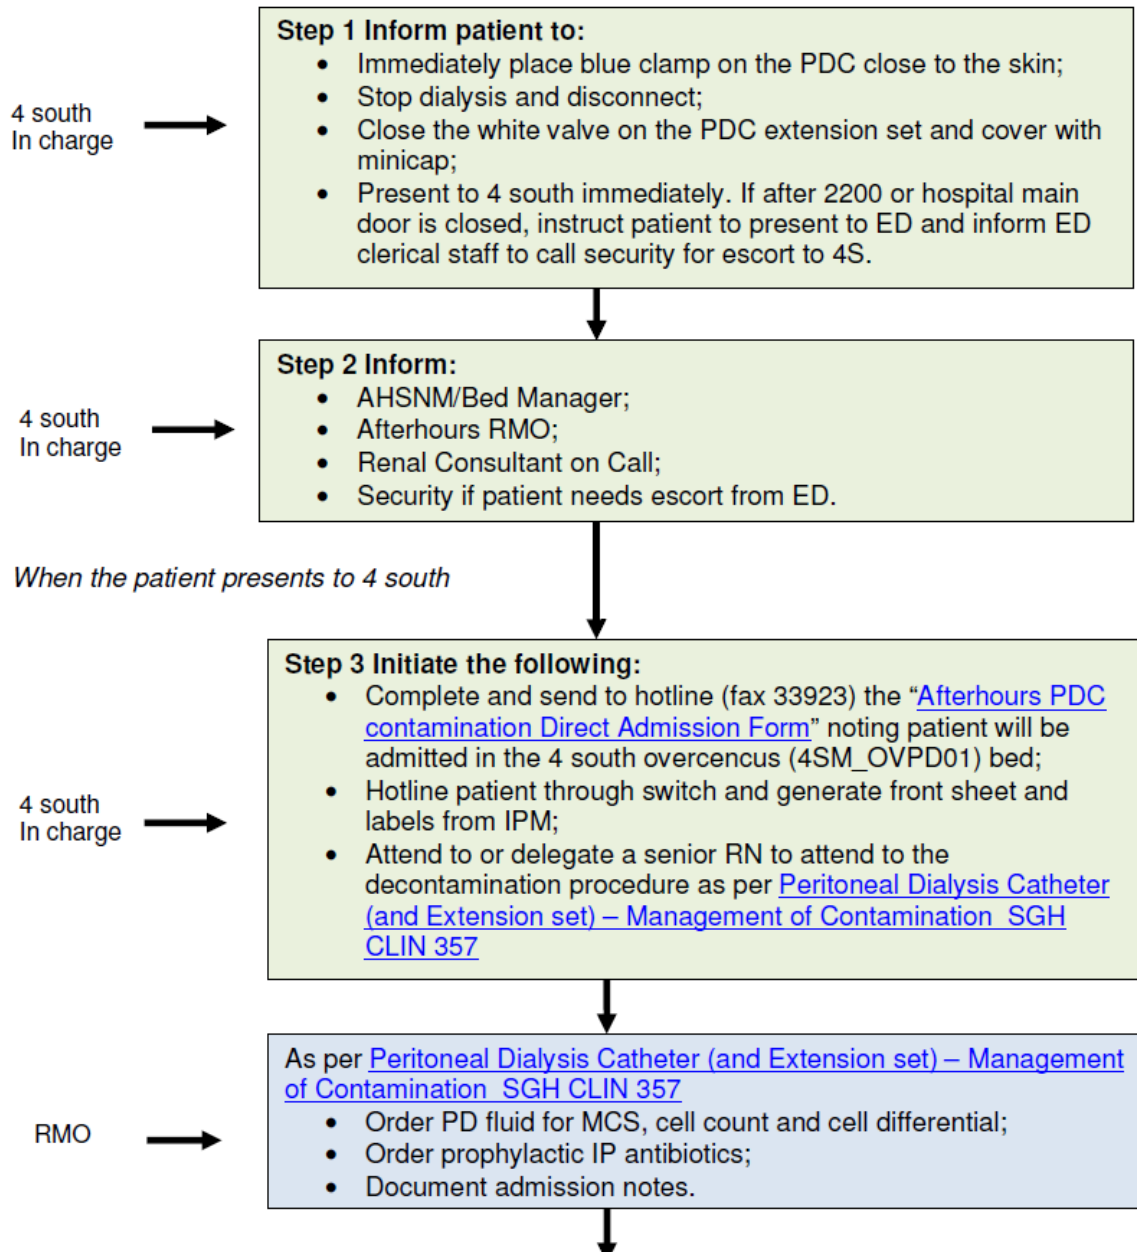 Step 1 Inform patient to:
• Immediately place blue clamp on the PDC close to the skin;
• Stop dialysis and disconnect;
• Close the white valve on the PDC extension set and cover with
minicap;
• Present to 4 south immediately. If after 2200 or hospital main
door is closed, instruct patient to present to ED and inform ED
clerical staff to call security for escort to 4S.
4 south
In charge
Step 2 Inform:
• AHSNM/Bed Manager;
• Afterhours RMO;
• Renal Consultant on Call;
• Security if patient needs escort from ED.
4 south
In charge
When the patient presents to 4 south
Step 3 Initiate the following:
• Complete and send to hotline (fax 33923) the “Afterhours PDC
contamination Direct Admission Form” noting patient will be
admitted in the 4 south overcencus (4SM_OVPD01) bed;
• Hotline patient through switch and generate front sheet and
labels from IPM;
• Attend to or delegate a senior RN to attend to the
decontamination procedure as per Peritoneal Dialysis Catheter
(and Extension set) – Management of Contamination SGH
CLIN 357
4 south
In charge
As per Peritoneal Dialysis Catheter (and Extension set) – Management
of Contamination SGH CLIN 357
• Order PD fluid for MCS, cell count and cell differential;
• Order prophylactic IP antibiotics;
• Document admission notes.
RMO